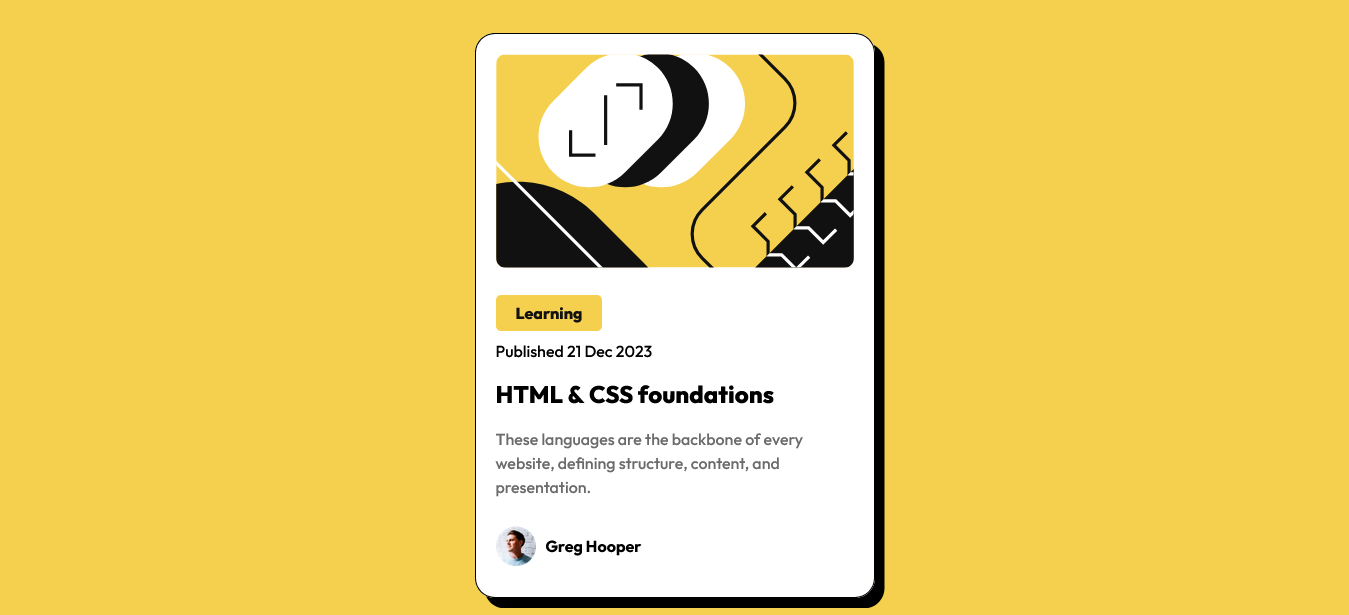 Learning
Published 21 Dec 2023
HTML & CSS foundations
These languages are the backbone of every
website, defining structure, content, and
presentation.
Greg Hooper